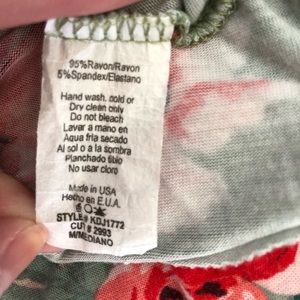 95%Rayon/Rayon
5%Spandex/Elastano
Hand wash. cold or
Dry clean only
Do not bleach
Lavar a mano en
Agua fria secar
Al sol o a la sombra
Planchado tibio
No usar cloro
Made in USA
Hecho en E.U.A.
STYLE# KDJ1772
CUT# 2993
M/MEDIANO